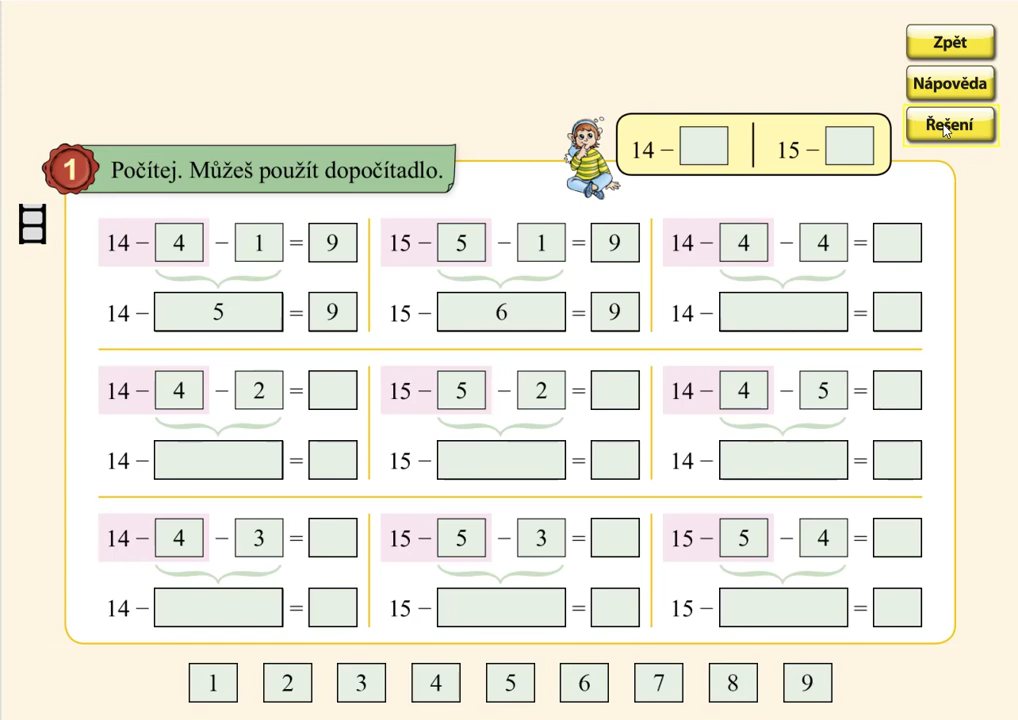 Zpět
Nápověda
Řešení
14 – 15 –
1 Počítej. Můžeš použít dopočítadlo.
14 – 4 – 1 = 9 15 – 5 – 1 = 9 14 – 4 – 4 =
14 – 5 = 9 15 – 6 = 9 14 – =
14 – 4 – 2 = 15 – 5 – 2 = 14 – 4 – 5 =
14 – = 15 – = 14 – =
14 – 4 – 3 = 15 – 5 – 3 = 15 – 5 – 4 =
14 – = 15 – = 15 – =
1 2 3 4 5 6 7 8 9